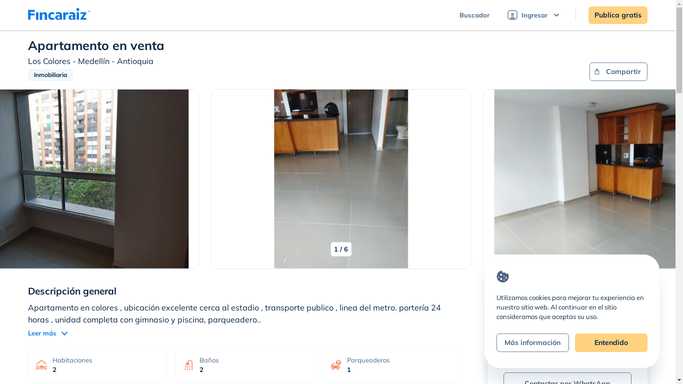 Fincaraiz
Buscador
Ingresar
Publica gratis
Apartamento en venta
Los Colores - Medellín - Antioquia
Inmobiliaria
Compartir
1 / 6
Descripción general
Apartamento en colores , ubicación excelente cerca al estadio , transporte publico , linea del metro. portería 24
horas , unidad completa con gimnasio y piscina, parqueadero..
Leer más
Habitaciones
2
Baños
2
Parqueaderos
1
Utilizamos cookies para mejorar tu experiencia en
nuestro sitio web. Al continuar en el sitio
consideramos que aceptas su uso.
Más información
Entendido
Contactar por WhatsApp